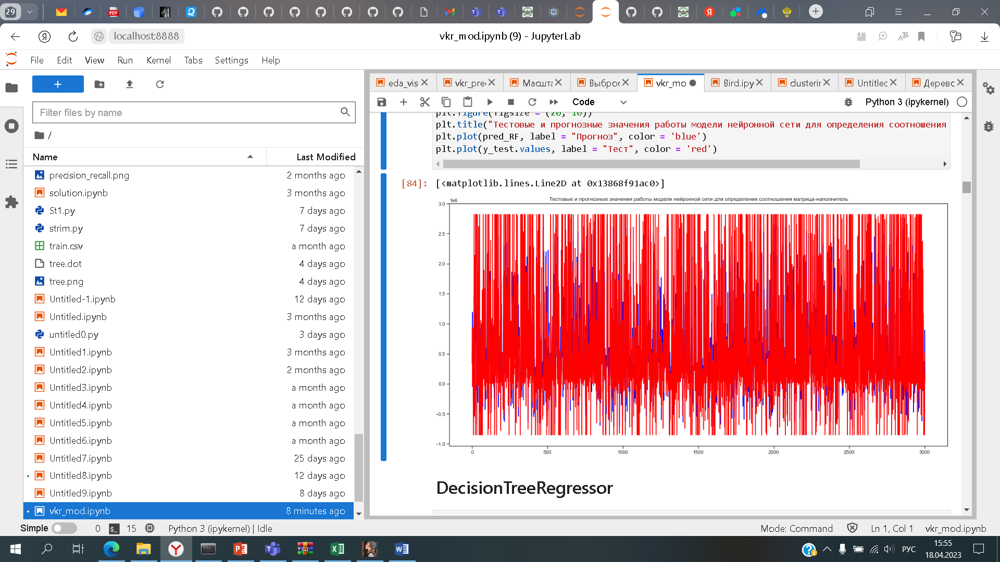 29
localhost:8888
vkr_mod.ipynb (9) - JupyterLab
File Edit View Run Kernel Tabs Settings Help
Filter files by name
/
Name Last Modified
precision_recall.png 2 months ago
solution.ipynb 3 months ago
St1.py 7 days ago
strim.py 7 days ago
train.csv a month ago
tree.dot 4 days ago
tree.png 4 days ago
Untitled-1.ipynb 12 days ago
Untitled.ipynb 3 months ago
untitled0.py 3 days ago
Untitled1.ipynb 3 months ago
Untitled2.ipynb 2 months ago
Untitled3.ipynb a month ago
Untitled4.ipynb a month ago
Untitled5.ipynb a month ago
Untitled6.ipynb a month ago
Untitled7.ipynb 25 days ago
Untitled8.ipynb 12 days ago
Untitled9.ipynb 8 days ago
vkr_mod.ipynb 8 minutes ago
eda_vis vkr_pre Масшта Выброс vkr_mo Bird.ipy clusterin Untitled Дерево
Code Python 3 (ipykernel)
plt.figure(figsize = (20, 10))
plt.title("Тестовые и прогнозные значения работы модели нейронной сети для определения соотношения
plt.plot(pred_RF, label = "Прогноз", color = 'blue')
plt.plot(y_test.values, label = "Тест", color = 'red')
[84]: [<matplotlib.lines.Line2D at 0x13868f91ac0>]
Тестовые и прогнозные значения работы модели нейронной сети для определения соотношения матрица-наполнитель
1e6
3.0
2.5
2.0
1.5
1.0
0.5
0.0
−0.5
−1.0
0 500 1000 1500 2000 2500 3000
DecisionTreeRegressor
Simple 0 15 Python 3 (ipykernel) | Idle Mode: Command Ln 1, Col 1 vkr_mod.ipynb
РУС
15:55
18.04.2023